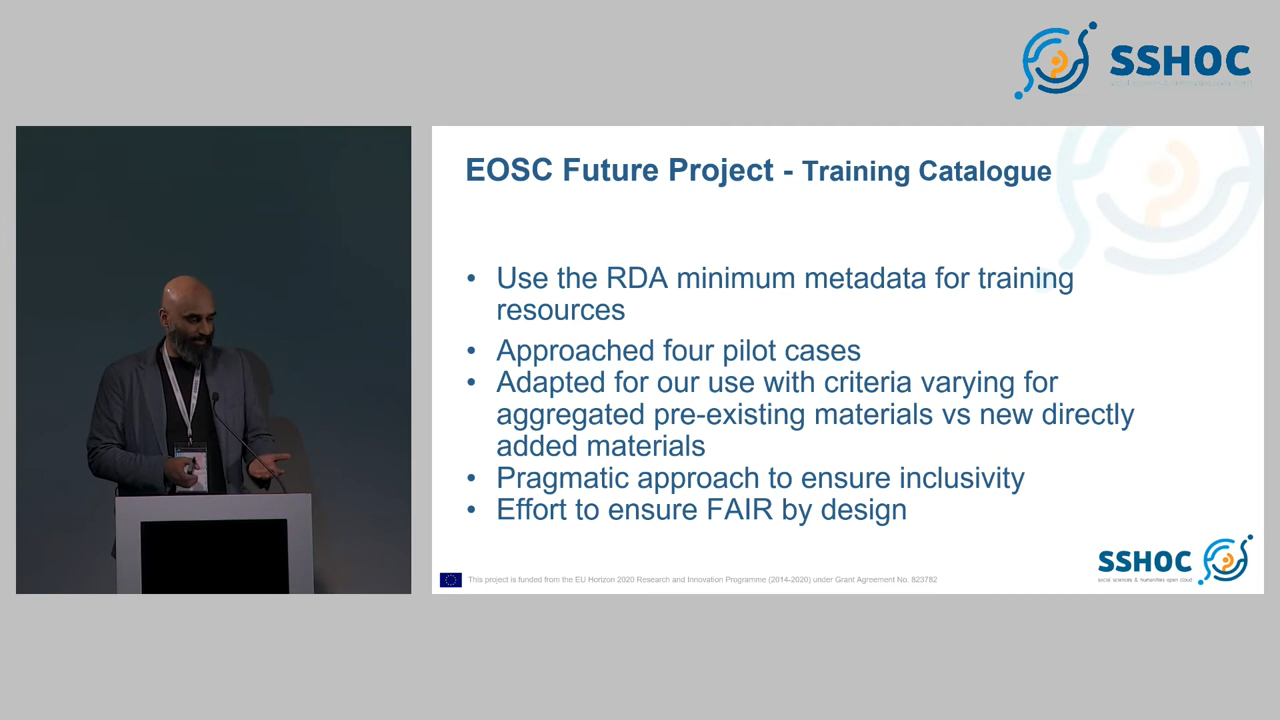 SSHOC
EOSC Future Project - Training Catalogue
• Use the RDA minimum metadata for training
resources
• Approached four pilot cases
• Adapted for our use with criteria varying for
aggregated pre-existing materials vs new directly
added materials
• Pragmatic approach to ensure inclusivity
• Effort to ensure FAIR by design
SSHOC
social sciences & humanities open cloud
This project is funded from the EU Horizon 2020 Research and Innovation Programme (2014-2020) under Grant Agreement No. 823782